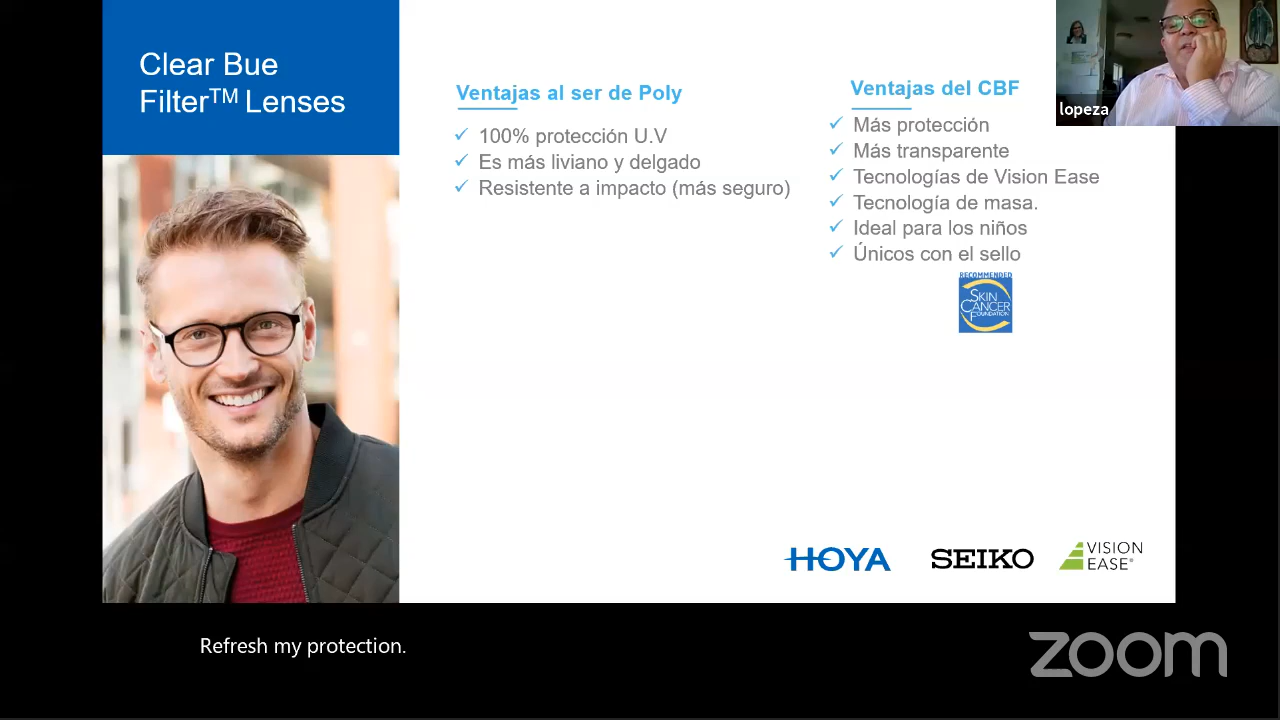 Clear Bue
Filter™ Lenses
Ventajas al ser de Poly
100% protección U.V
Es más liviano y delgado
Resistente a impacto (más seguro)
Ventajas del CBF
Más protección
Más transparente
Tecnologías de Vision Ease
Tecnología de masa.
Ideal para los niños
Únicos con el sello
RECOMMENDED
SKIN
CANCER
FOUNDATION
lopeza
HOYA
SEIKO
VISION
EASE®
Refresh my protection.
zoom